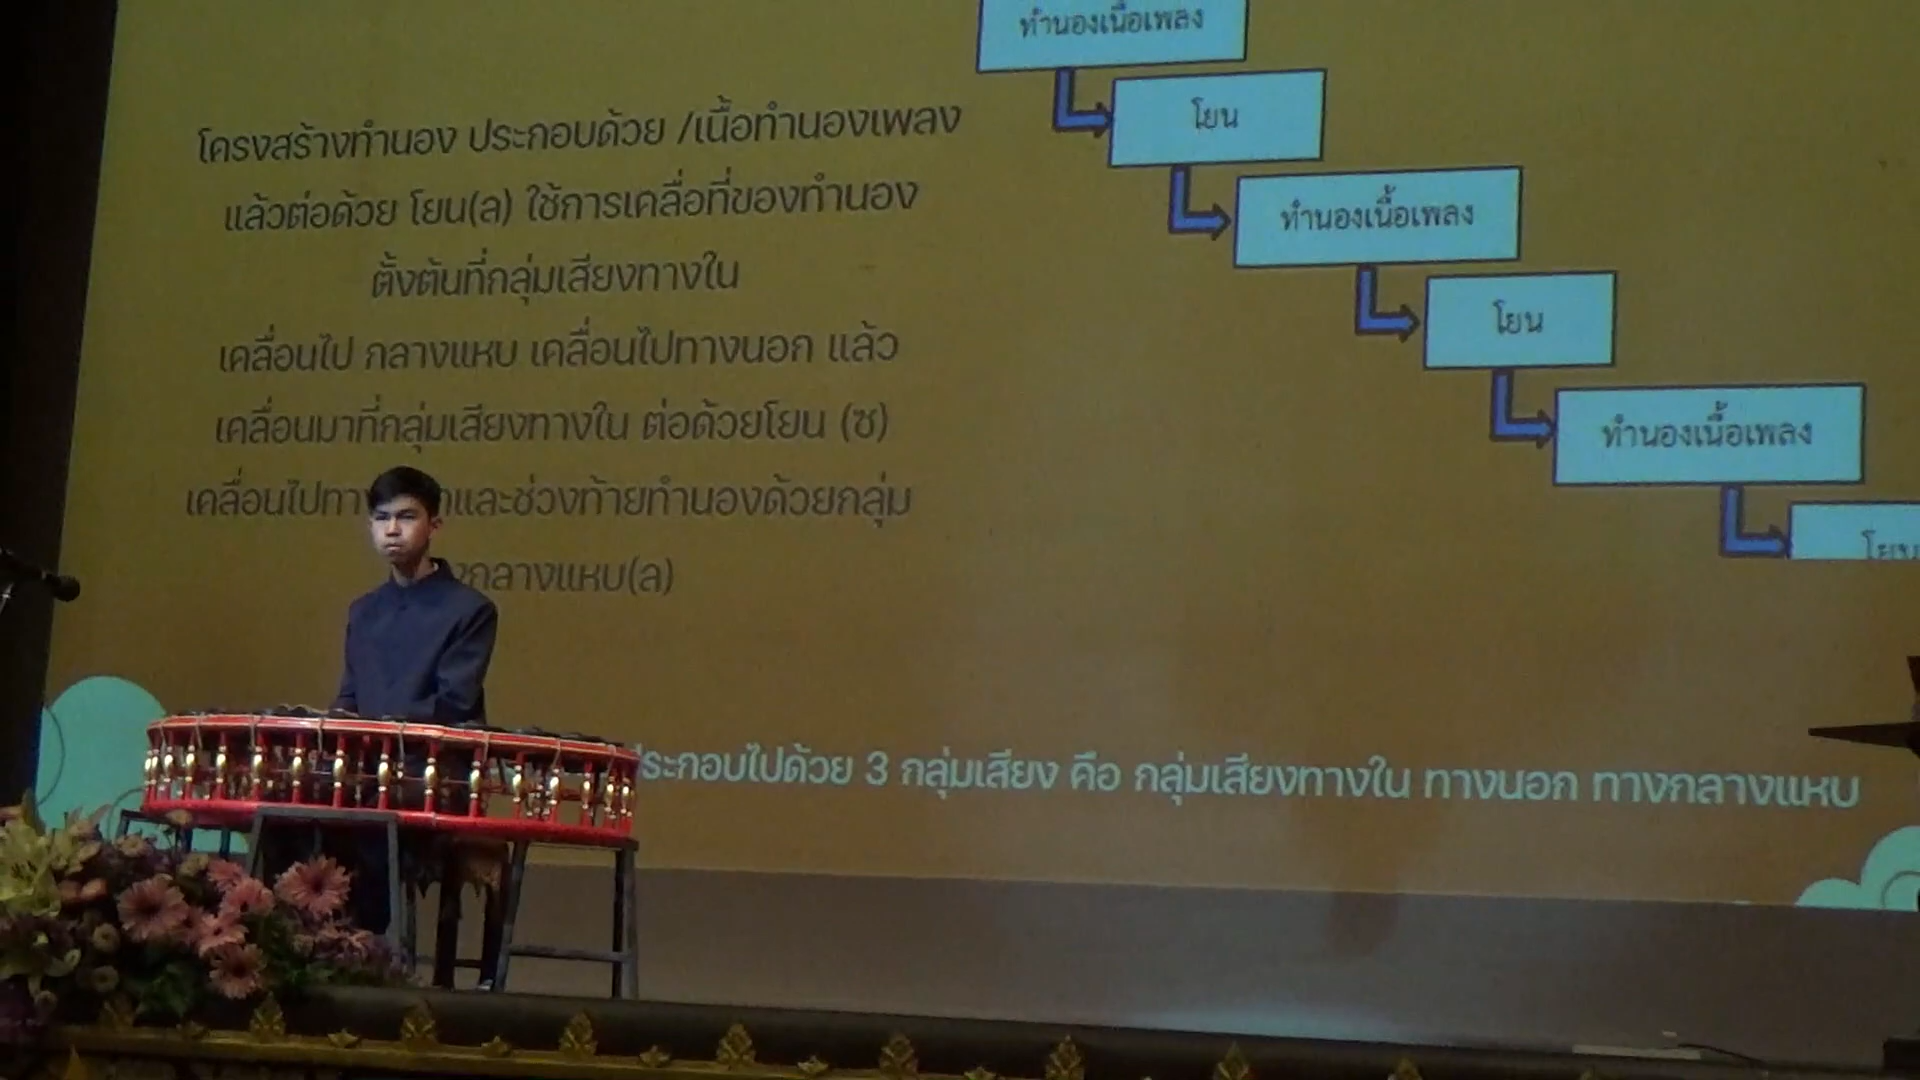 โครงสร้างทำนอง ประกอบด้วย /เนื้อทำนองเพลง
แล้วต่อด้วย โยน(ล) ใช้การเคลื่อที่ของทำนอง
ตั้งต้นที่กลุ่มเสียงทางใน
เคลื่อนไป กลางแหบ เคลื่อนไปทางนอก แล้ว
เคลื่อนมาที่กลุ่มเสียงทางใน ต่อด้วยโยน (ซ)
เคลื่อนไปทาง และช่วงท้ายทำนองด้วยกลุ่ม
กลางแหบ(ล)
ทำนองเนื้อเพลง
โยน
ทำนองเนื้อเพลง
โยน
ทำนองเนื้อเพลง
โยน
ประกอบไปด้วย 3 กลุ่มเสียง คือ กลุ่มเสียงทางใน ทางนอก ทางกลางแหบ